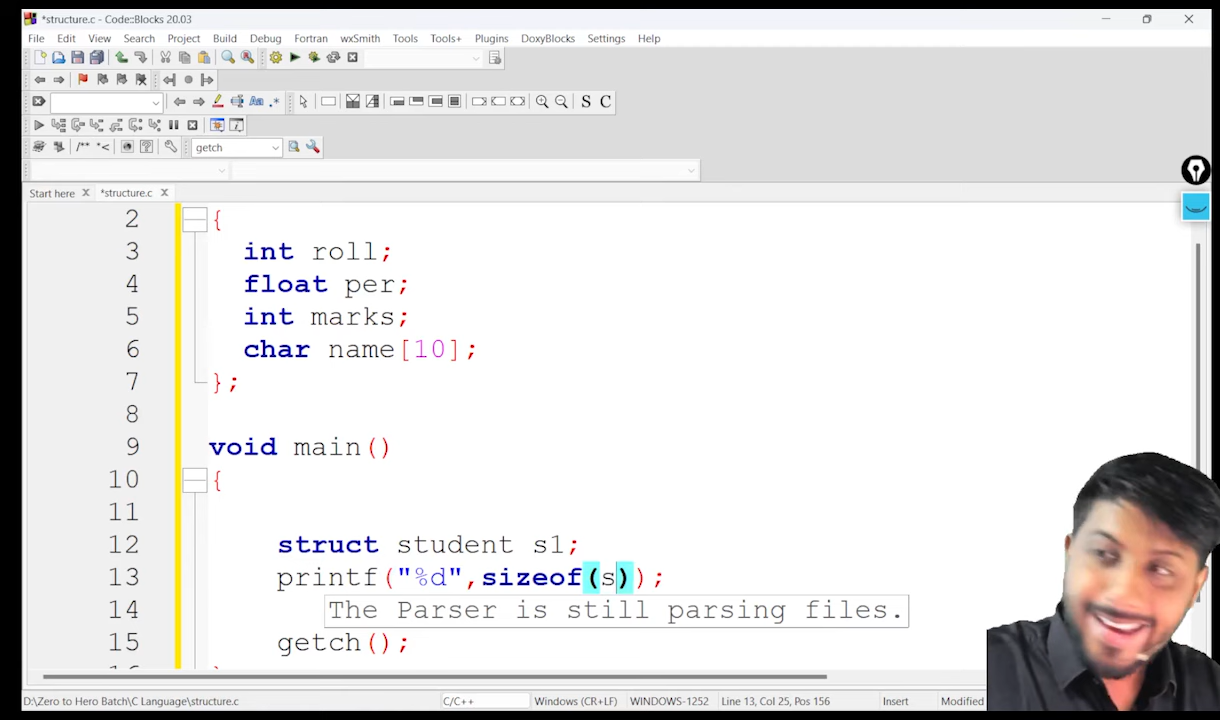 *structure.c - Code::Blocks 20.03
File Edit View Search Project Build Debug Fortran wxSmith Tools Tools+ Plugins DoxyBlocks Settings Help
Aa .* S C
/** *< getch
Start here *structure.c
2 {
3 int roll;
4 float per;
5 int marks;
6 char name[10];
7 };
8
9 void main()
10 {
11
12 struct student s1;
13 printf("%d",sizeof(s));
14 The Parser is still parsing files.
15 getch();
D:\Zero to Hero Batch\C Language\structure.c C/C++ Windows (CR+LF) WINDOWS-1252 Line 13, Col 25, Pos 156 Insert Modified